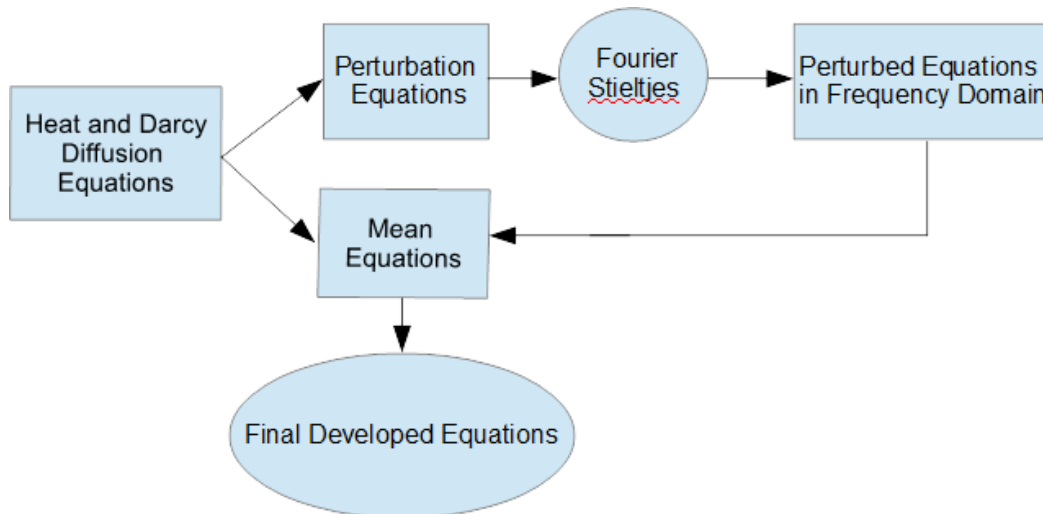 Heat and Darcy
Diffusion
Equations
Perturbation
Equations
Fourier
Stieltjes
Perturbed Equations
in Frequency Domain
Mean
Equations
Final Developed Equations